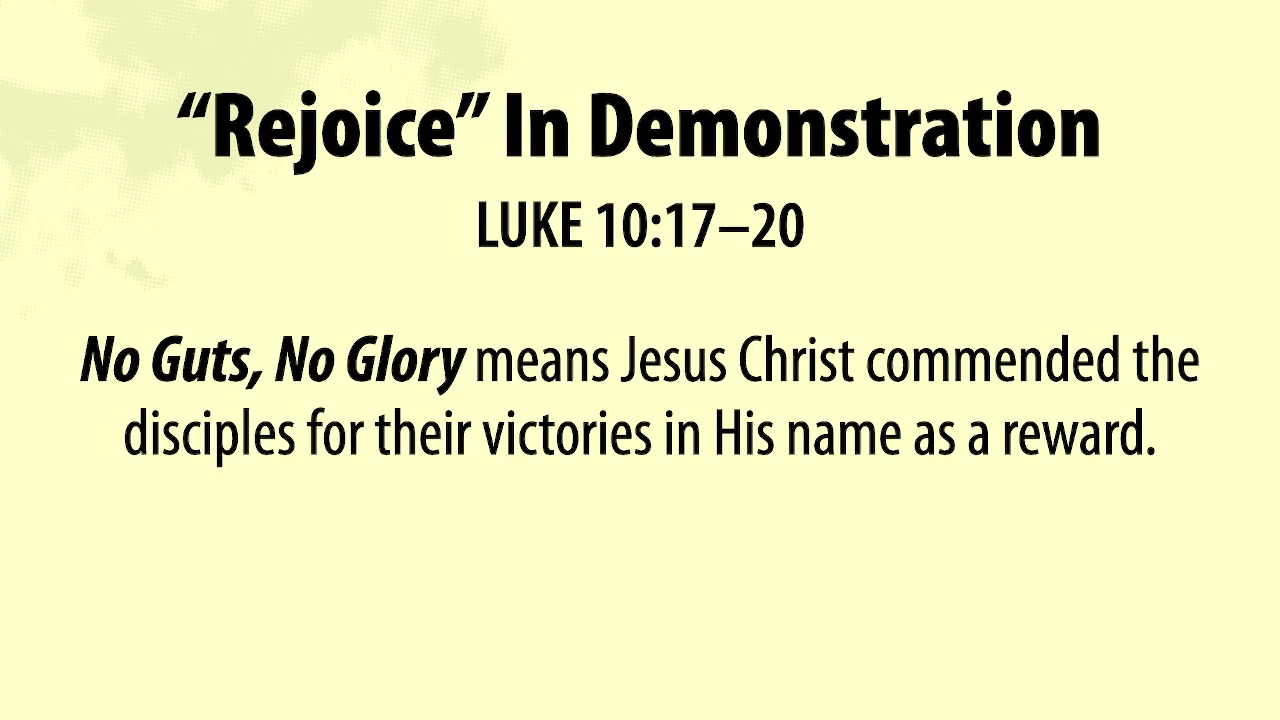 “Rejoice” In Demonstration
LUKE 10:17–20
No Guts, No Glory means Jesus Christ commended the
disciples for their victories in His name as a reward.